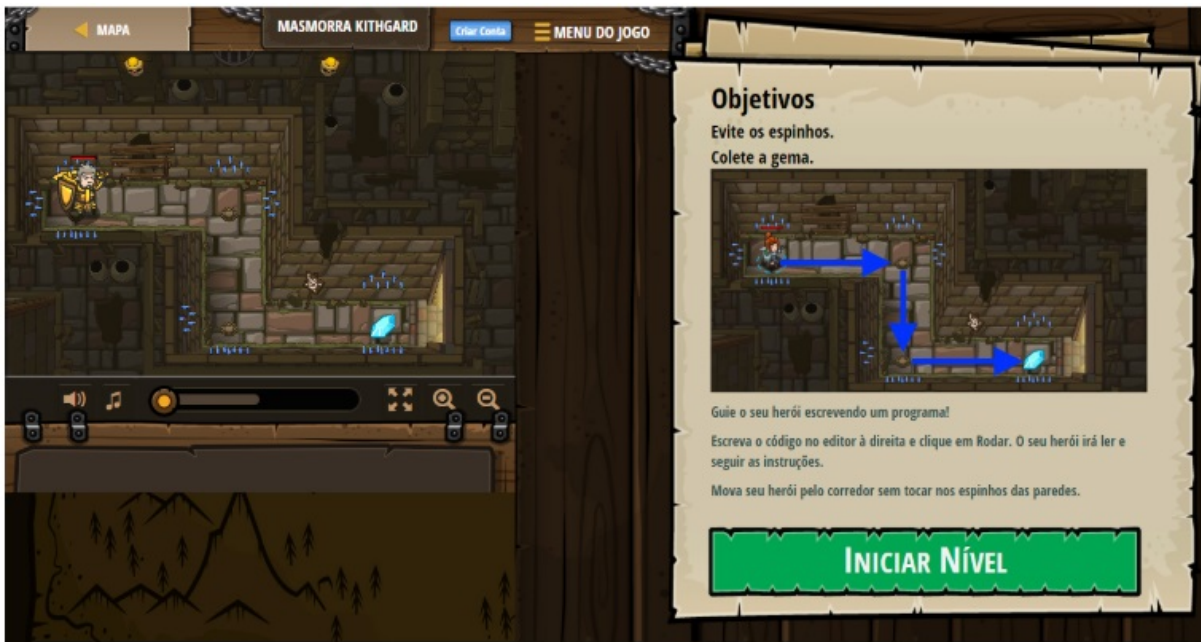 MAPA
MASMORRA KITHGARD
Criar Conta
MENU DO JOGO
Objetivos
Evite os espinhos.
Colete a gema.
Guie o seu herói escrevendo um programa!
Escreva o código no editor à direita e clique em Rodar. O seu herói irá ler e
seguir as instruções.
Mova seu herói pelo corredor sem tocar nos espinhos das paredes.
INICIAR NÍVEL